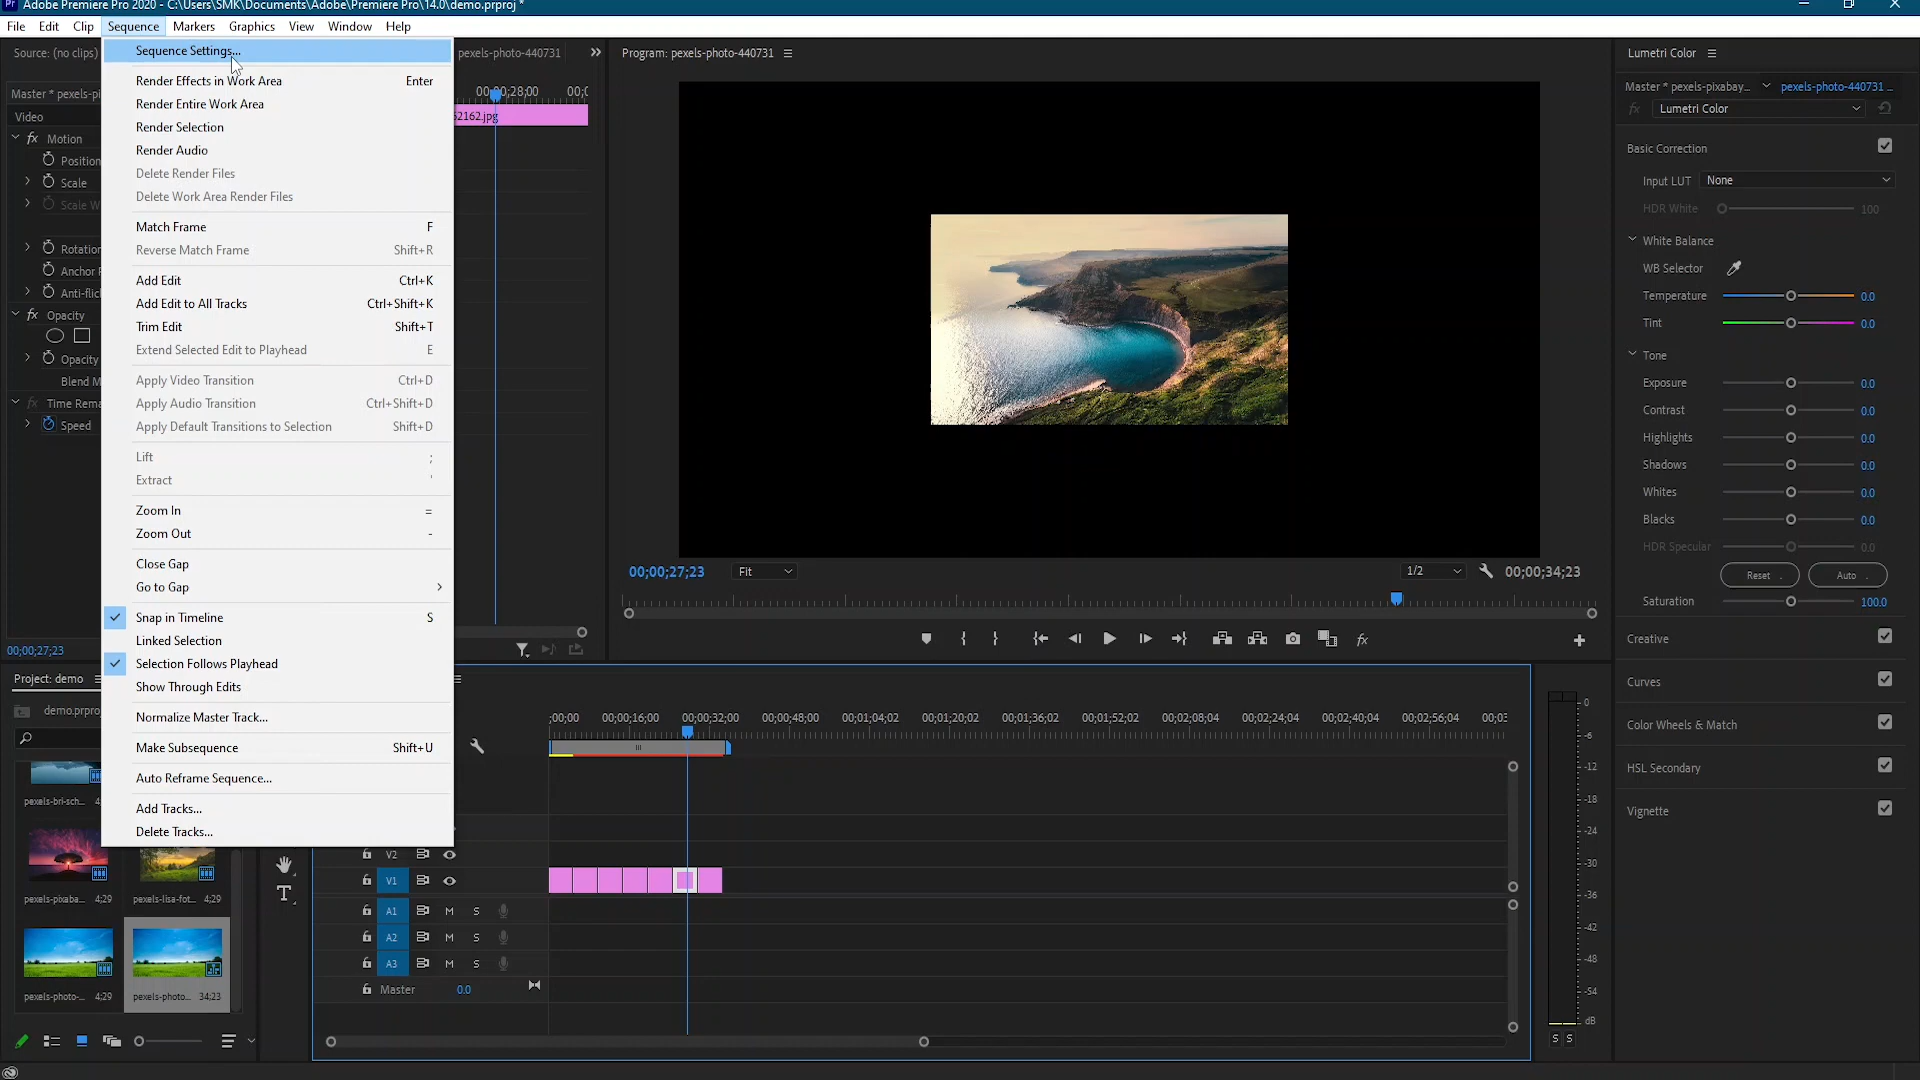 Pr Adobe Premiere Pro 2020 - C:\Users\SMK\Documents\Adobe\Premiere Pro\14.0\demo.prproj *
File Edit Clip Sequence Markers Graphics View Window Help
Source: (no clips)
pexels-photo-440731
Program: pexels-photo-440731
Lumetri Color
Sequence Settings...
Render Effects in Work Area Enter
Render Entire Work Area
Render Selection
Render Audio
Delete Render Files
Delete Work Area Render Files
Match Frame F
Reverse Match Frame Shift+R
Add Edit Ctrl+K
Add Edit to All Tracks Ctrl+Shift+K
Trim Edit Shift+T
Extend Selected Edit to Playhead E
Apply Video Transition Ctrl+D
Apply Audio Transition Ctrl+Shift+D
Apply Default Transitions to Selection Shift+D
Lift ;
Extract '
Zoom In =
Zoom Out -
Close Gap
Go to Gap
Snap in Timeline S
Linked Selection
Selection Follows Playhead
Show Through Edits
Normalize Master Track...
Make Subsequence Shift+U
Auto Reframe Sequence...
Add Tracks...
Delete Tracks...
Master * pexels-pi
Video
fx Motion
Position
Scale
Scale W
Rotation
Anchor P
Anti-flic
fx Opacity
Opacity
Blend M
fx Time Rema
Speed
00;00;27;23
00;00;28;00 00;0
62162.jpg
00;00;27;23 Fit 1/2 00;00;34;23
fx
Master * pexels-pixabay... pexels-photo-440731 ...
fx Lumetri Color
Basic Correction
Input LUT None
HDR White 100
White Balance
WB Selector
Temperature 0.0
Tint 0.0
Tone
Exposure 0.0
Contrast 0.0
Highlights 0.0
Shadows 0.0
Whites 0.0
Blacks 0.0
HDR Specular 0.0
Reset Auto
Saturation 100.0
Creative
Curves
Color Wheels & Match
HSL Secondary
Vignette
Project: demo
demo.prproj
pexels-bri-sch...
pexels-pixaba... 4;29
pexels-lisa-fot... 4;29
pexels-photo-... 4;29
pexels-photo... 34;23
T
;00;00 00;00;16;00 00;00;32;00 00;00;48;00 00;01;04;02 00;01;20;02 00;01;36;02 00;01;52;02 00;02;08;04 00;02;24;04 00;02;40;04 00;02;56;04 00;03
V2
V1
A1 M S
A2 M S
A3 M S
Master 0.0
0
-6
-12
-18
-24
-30
-36
-42
-48
-54
dB
S S